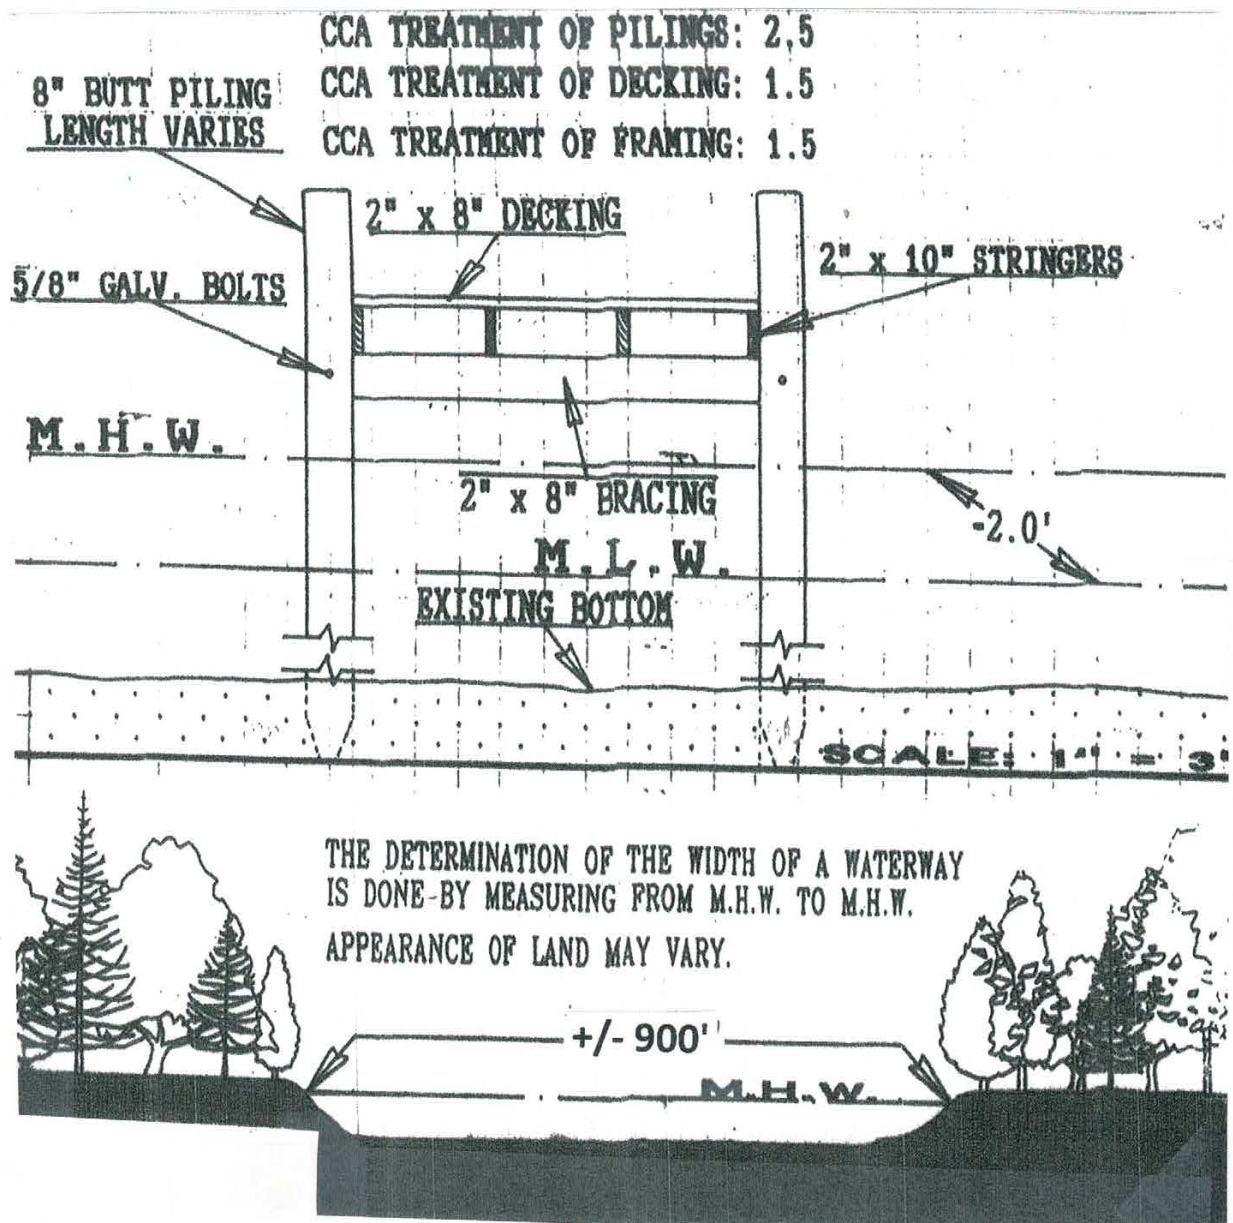 CCA TREATMENT OF PILINGS: 2.5
CCA TREATMENT OF DECKING: 1.5
CCA TREATMENT OF FRAMING: 1.5
8" BUTT PILING
LENGTH VARIES
2" x 8" DECKING
2" x 10" STRINGERS
5/8" GALV. BOLTS
M.H.W.
2" x 8" BRACING
-2.0'
M.L.W.
EXISTING BOTTOM
SCALE: 1" = 3'
THE DETERMINATION OF THE WIDTH OF A WATERWAY
IS DONE BY MEASURING FROM M.H.W. TO M.H.W.
APPEARANCE OF LAND MAY VARY.
+/- 900'
M.H.W.